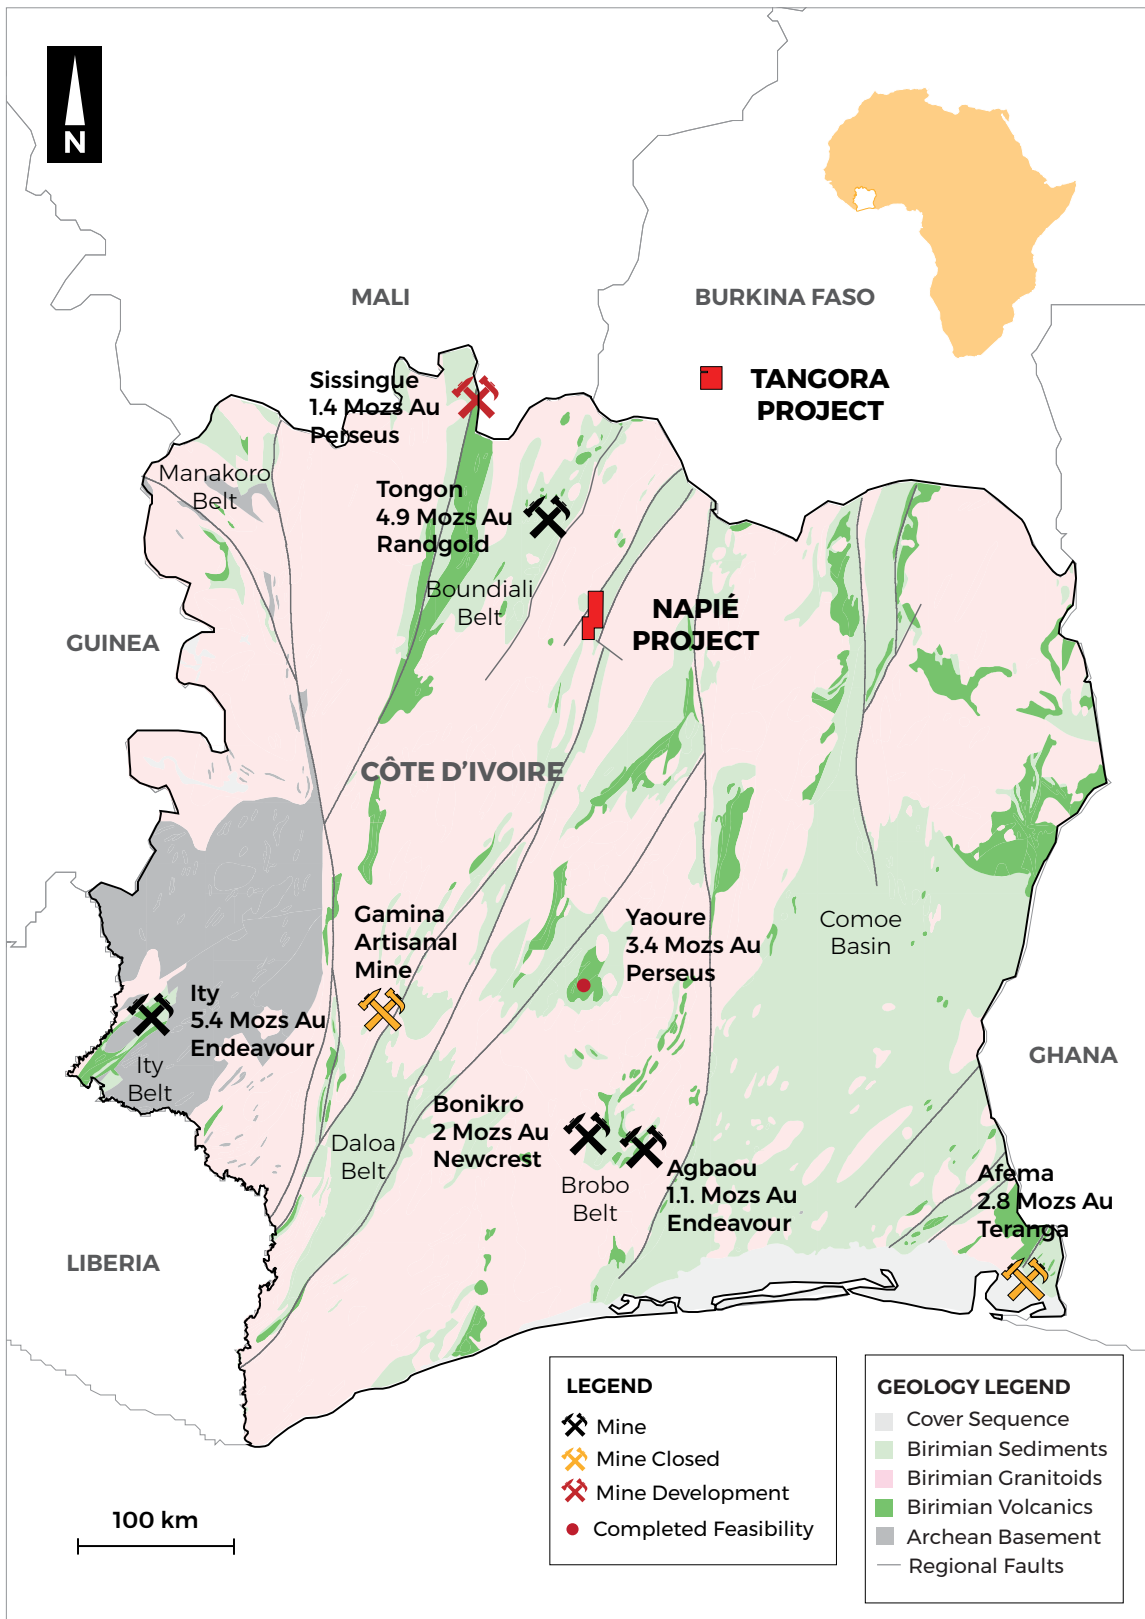 N
MALI
BURKINA FASO
TANGORA
PROJECT
Sissingue
1.4 Mozs Au
Perseus
Manakoro
Belt
Tongon
4.9 Mozs Au
Randgold
Boundiali
Belt
NAPIÉ
PROJECT
GUINEA
CÔTE D'IVOIRE
Gamina
Artisanal
Mine
Yaoure
3.4 Mozs Au
Perseus
Comoe
Basin
Ity
5.4 Mozs Au
Endeavour
Ity
Belt
GHANA
Bonikro
2 Mozs Au
Newcrest
Daloa
Belt
Brobo
Belt
Agbaou
1.1. Mozs Au
Endeavour
Afema
2.8 Mozs Au
Teranga
LIBERIA
LEGEND
Mine
Mine Closed
Mine Development
Completed Feasibility
GEOLOGY LEGEND
Cover Sequence
Birimian Sediments
Birimian Granitoids
Birimian Volcanics
Archean Basement
Regional Faults
100 km